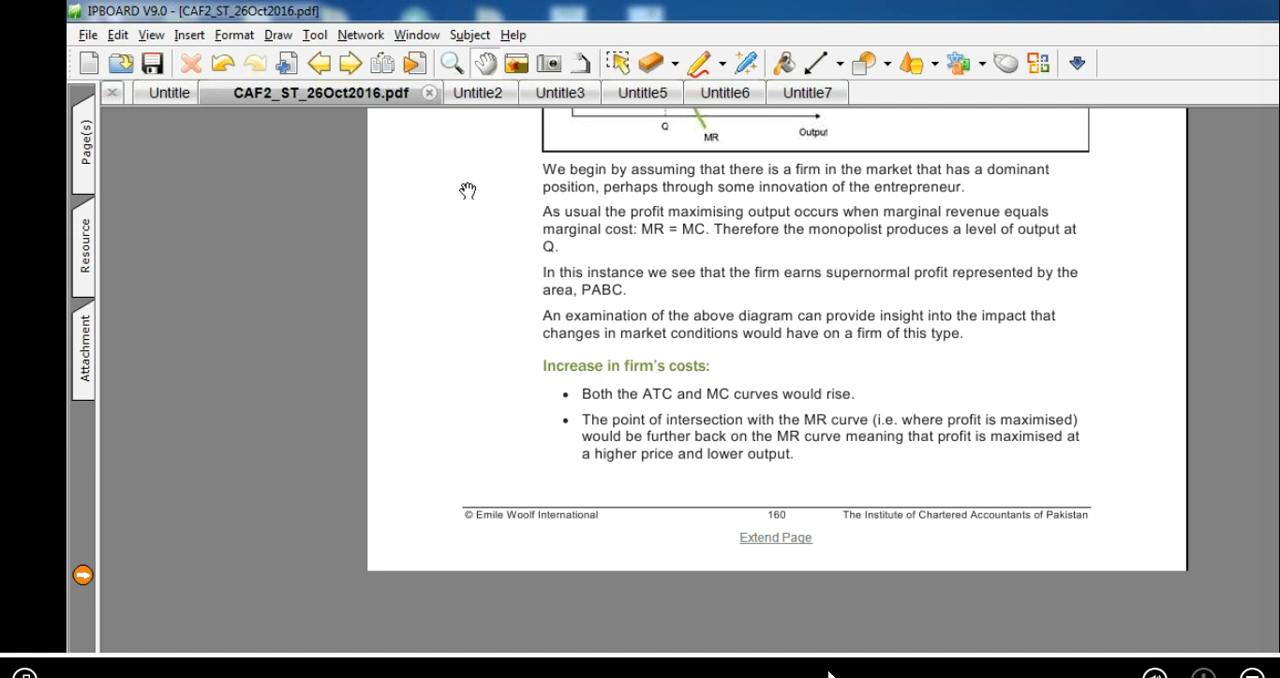 IPBOARD V9.0 - [CAF2_ST_26Oct2016.pdf]
File Edit View Insert Format Draw Tool Network Window Subject Help
Untitle CAF2_ST_26Oct2016.pdf Untitle2 Untitle3 Untitle5 Untitle6 Untitle7
Page(s)
Resource
Attachment
Q
MR
Output
We begin by assuming that there is a firm in the market that has a dominant
position, perhaps through some innovation of the entrepreneur.
As usual the profit maximising output occurs when marginal revenue equals
marginal cost: MR = MC. Therefore the monopolist produces a level of output at
Q.
In this instance we see that the firm earns supernormal profit represented by the
area, PABC.
An examination of the above diagram can provide insight into the impact that
changes in market conditions would have on a firm of this type.
Increase in firm's costs:
• Both the ATC and MC curves would rise.
• The point of intersection with the MR curve (i.e. where profit is maximised)
would be further back on the MR curve meaning that profit is maximised at
a higher price and lower output.
© Emile Woolf International 160 The Institute of Chartered Accountants of Pakistan
Extend Page